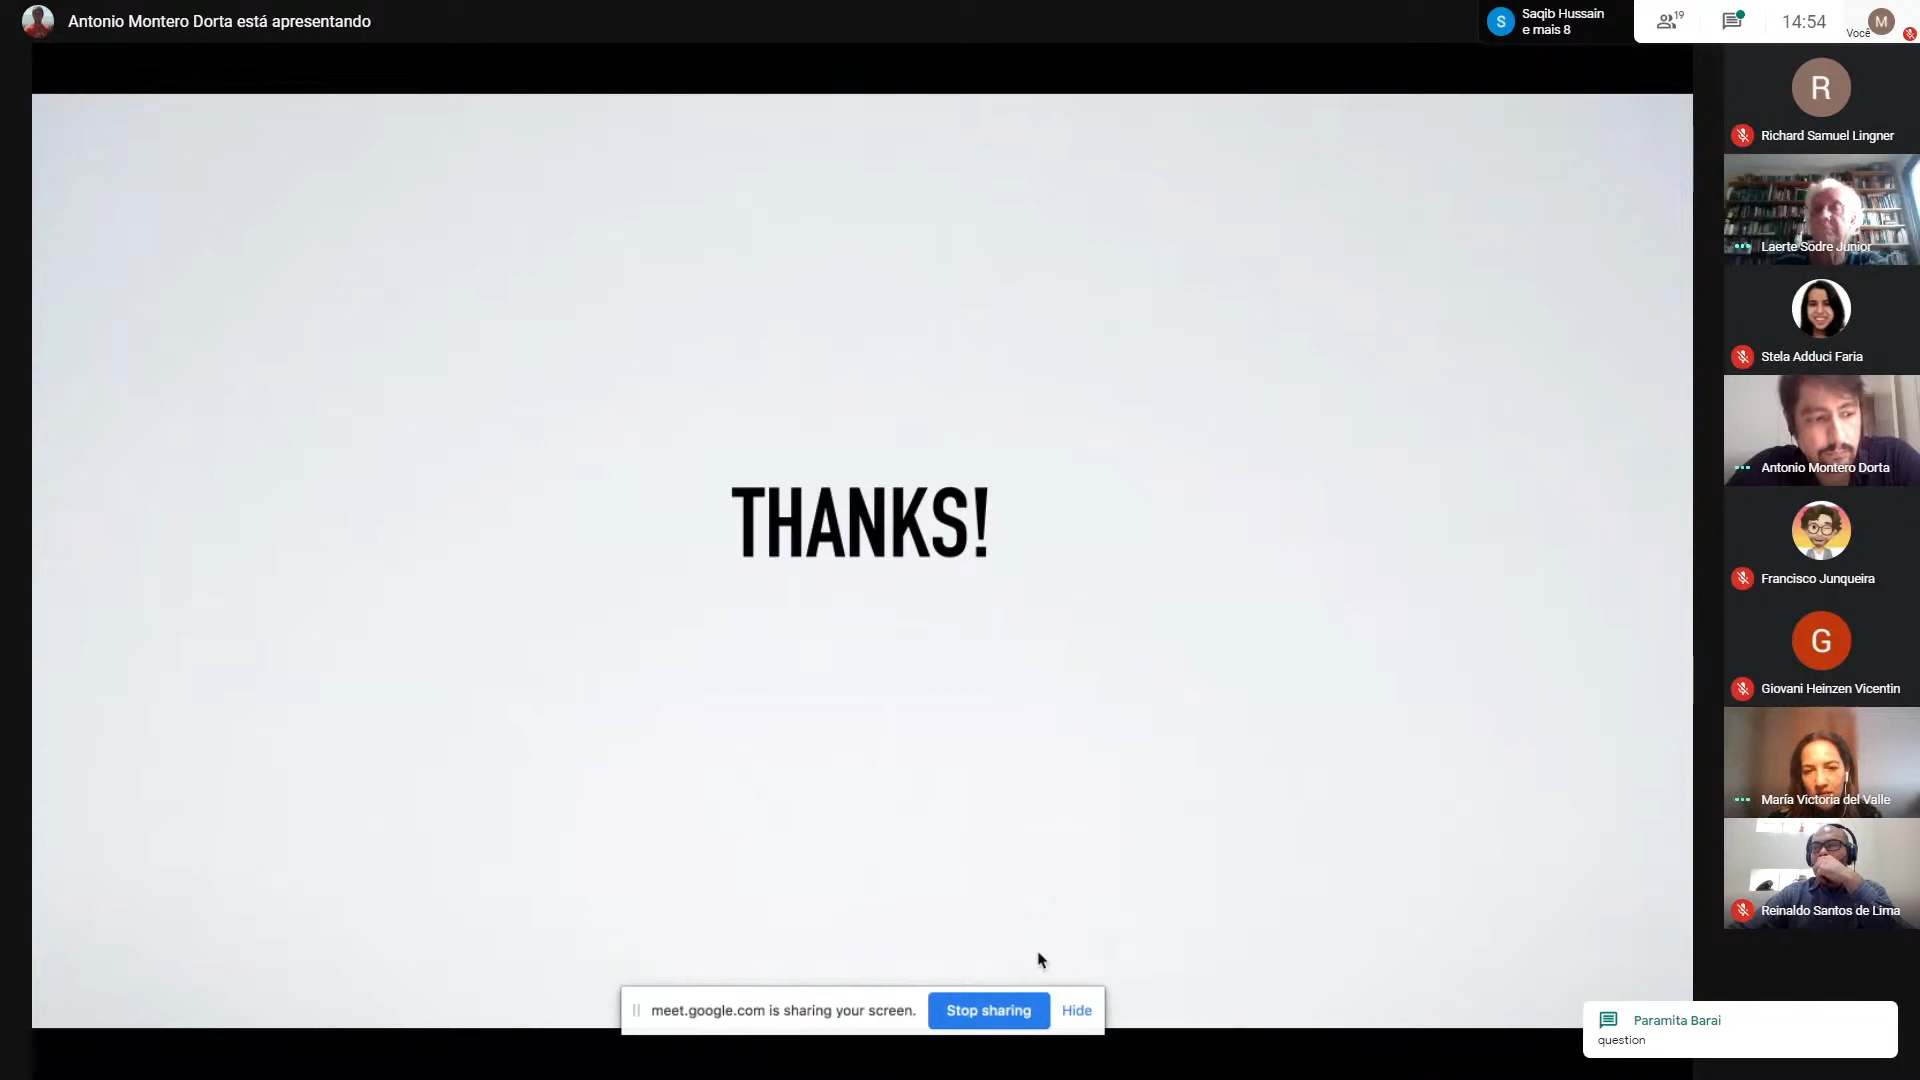 Antonio Montero Dorta está apresentando
S
Saqib Hussain
e mais 8
19
14:54
Você
M
R
Richard Samuel Lingner
Laerte Sodre Junior
Stela Adduci Faria
Antonio Montero Dorta
Francisco Junqueira
G
Giovani Heinzen Vicentin
María Victoria del Valle
Reinaldo Santos de Lima
THANKS!
meet.google.com is sharing your screen.
Stop sharing
Hide
Paramita Barai
question